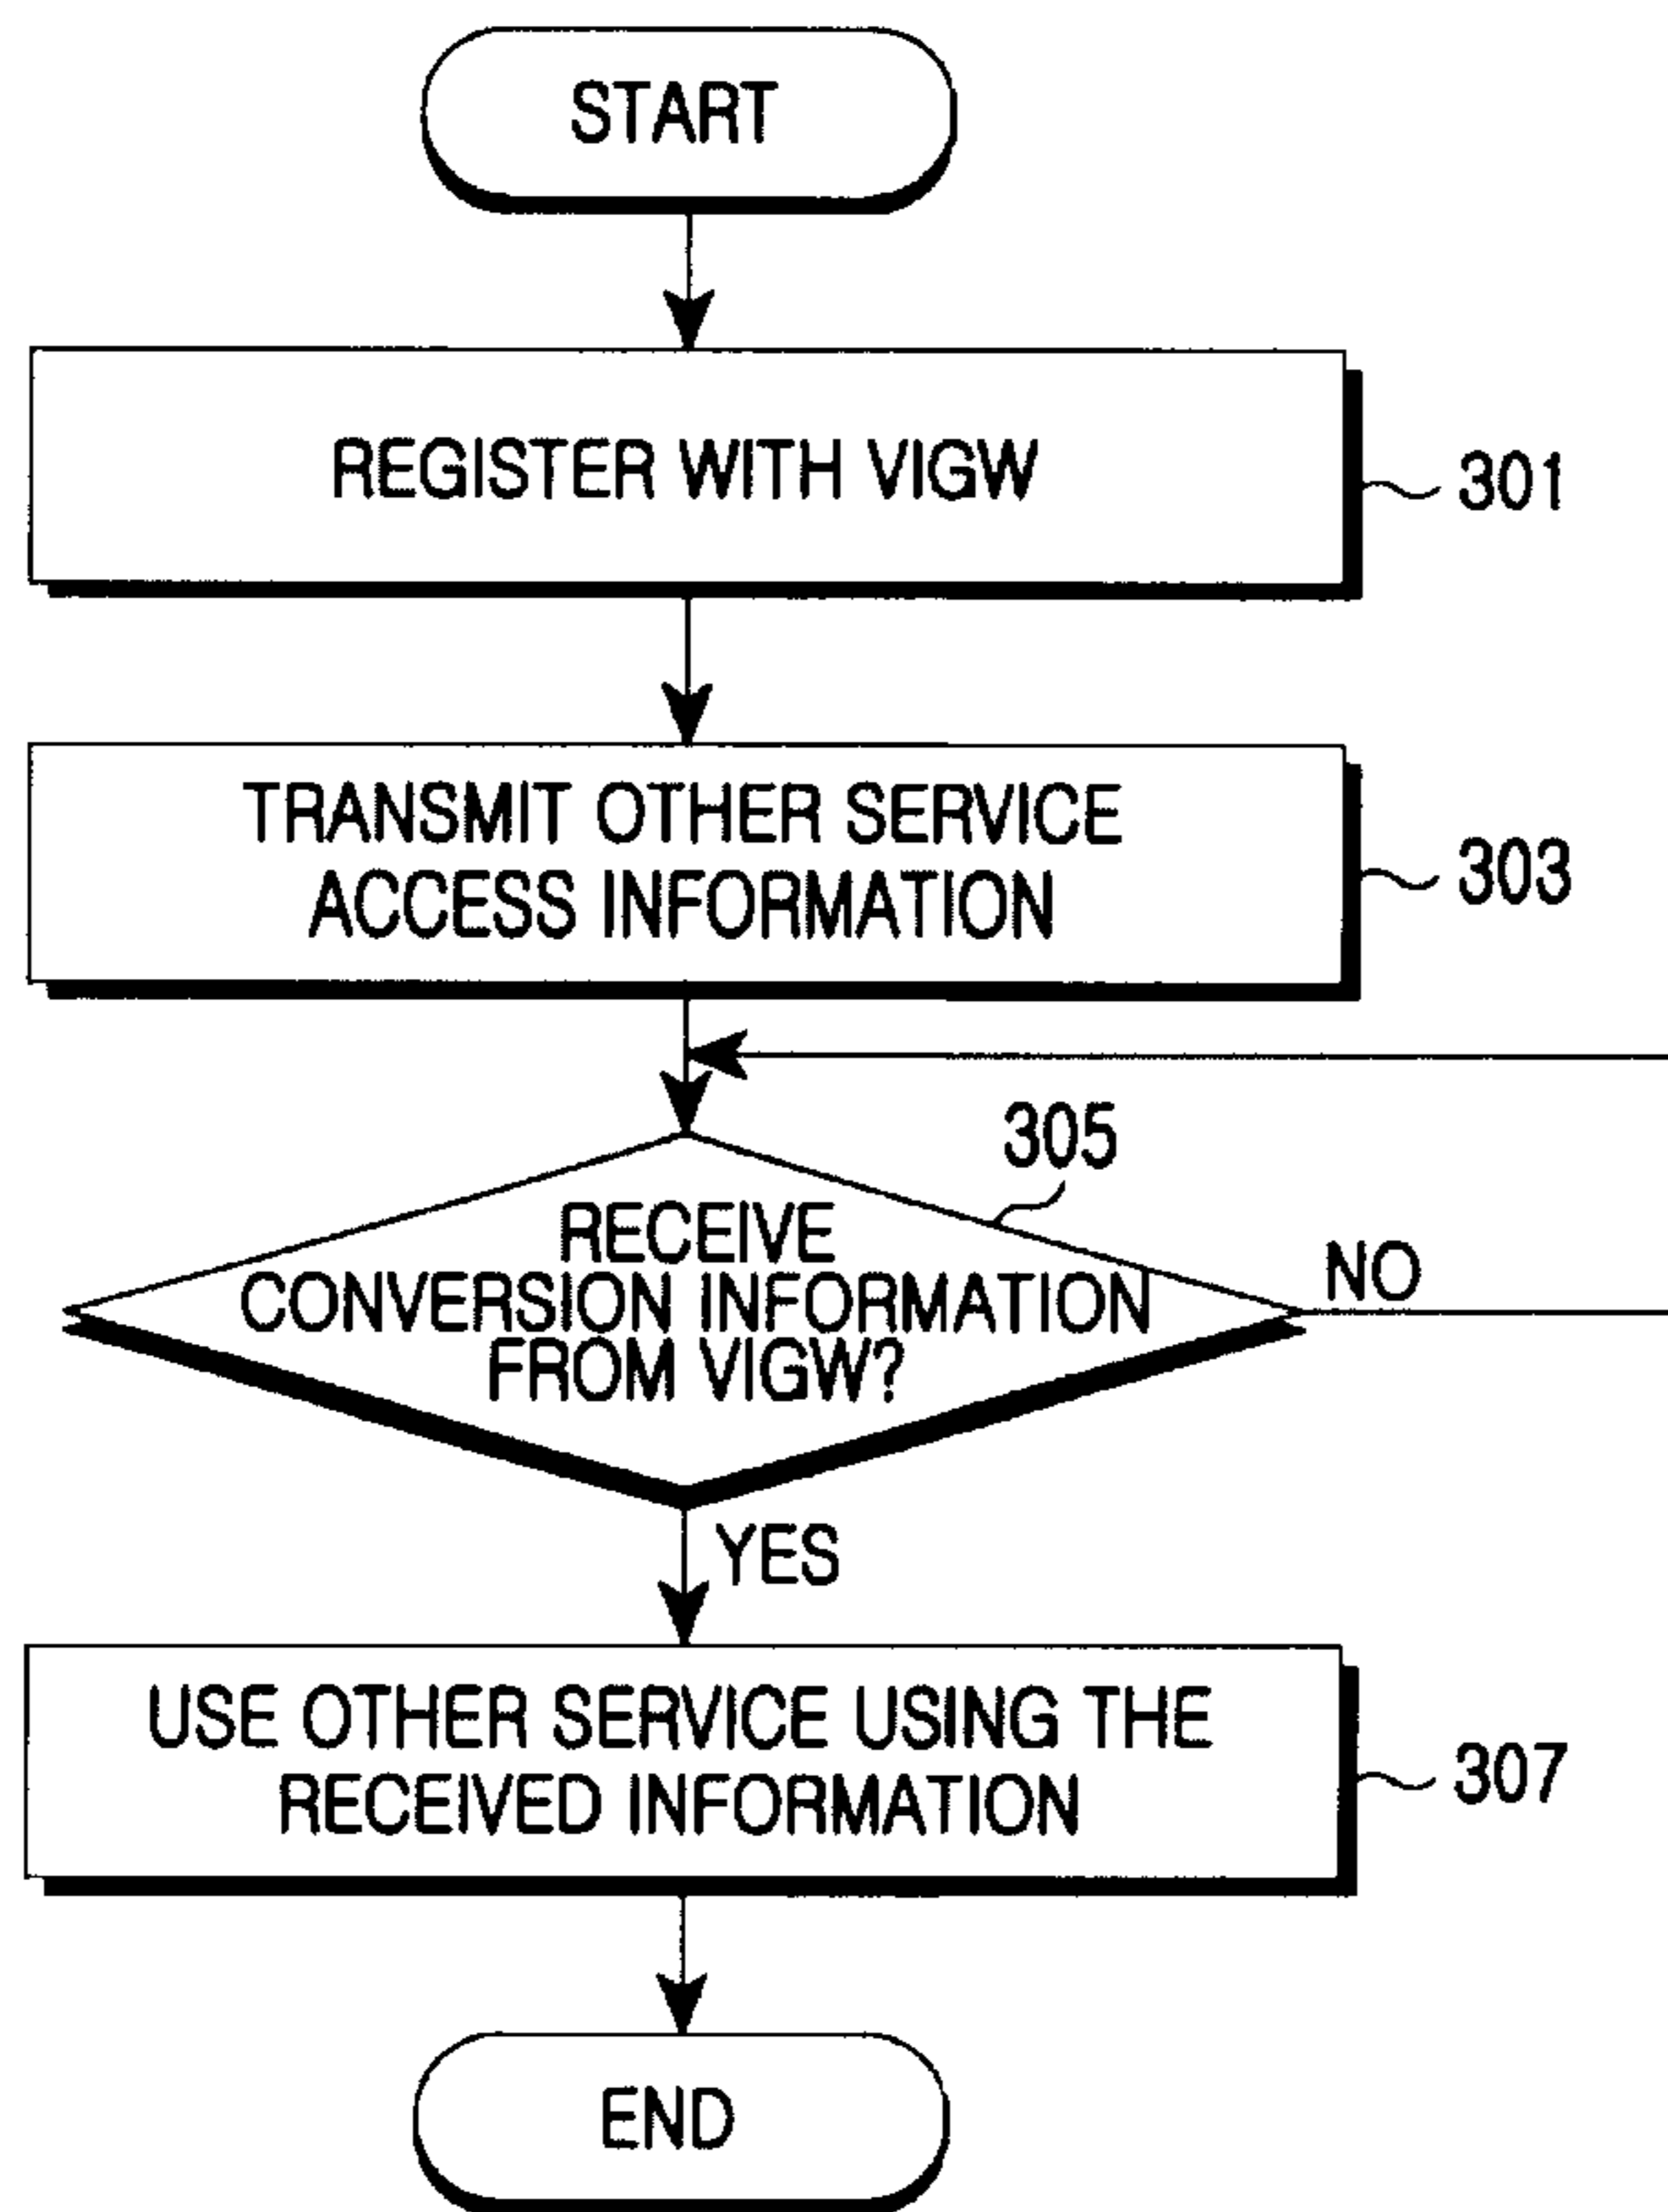 START
REGISTER WITH VIGW
301
TRANSMIT OTHER SERVICE
ACCESS INFORMATION
303
305
RECEIVE
CONVERSION INFORMATION
FROM VIGW?
NO
YES
USE OTHER SERVICE USING THE
RECEIVED INFORMATION
307
END